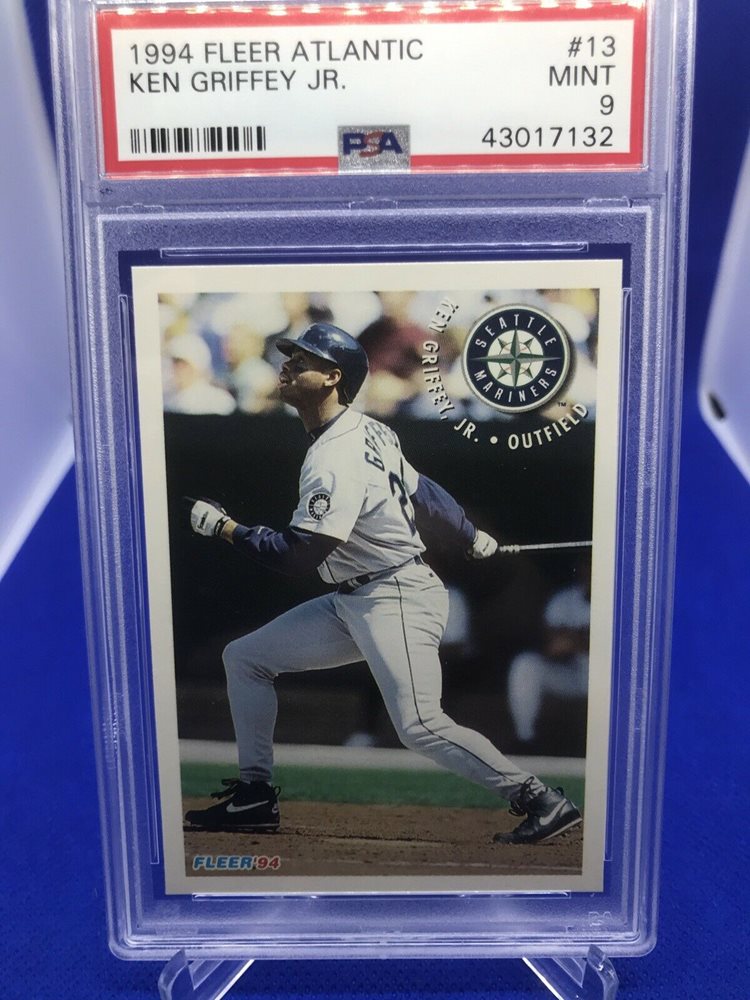 1994 FLEER ATLANTIC #13
KEN GRIFFEY JR. MINT
9
PSA 43017132
SEATTLE
MARINERS
™
KEN GRIFFEY, JR. • OUTFIELD
FLEER '94